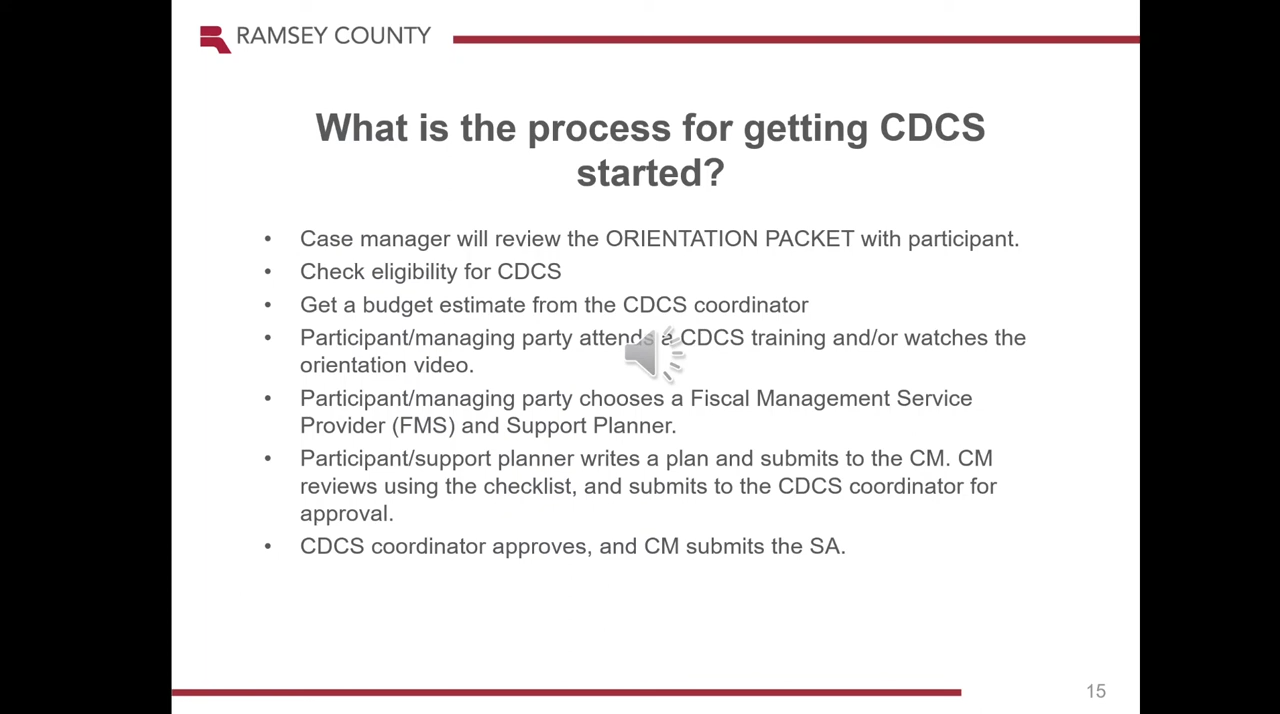 RAMSEY COUNTY
What is the process for getting CDCS
started?
• Case manager will review the ORIENTATION PACKET with participant.
• Check eligibility for CDCS
• Get a budget estimate from the CDCS coordinator
• Participant/managing party attends a CDCS training and/or watches the
orientation video.
• Participant/managing party chooses a Fiscal Management Service
Provider (FMS) and Support Planner.
• Participant/support planner writes a plan and submits to the CM. CM
reviews using the checklist, and submits to the CDCS coordinator for
approval.
• CDCS coordinator approves, and CM submits the SA.
15